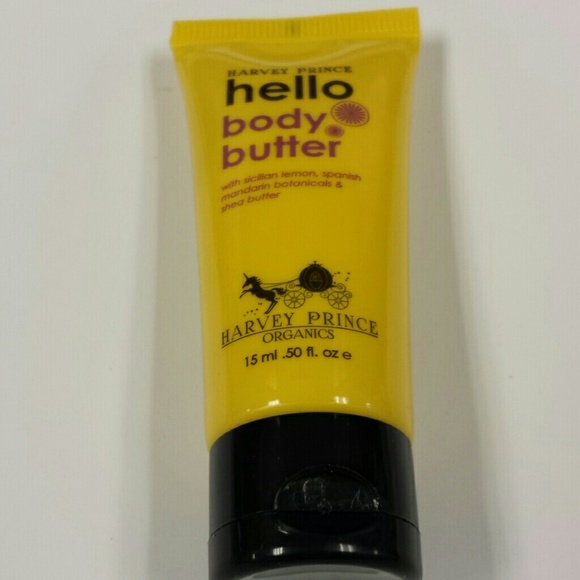 HARVEY PRINCE
hello
body
butter
with sicilian lemon, spanish
mandarin botanicals &
shea butter
HARVEY PRINCE
ORGANICS
15 ml .50 fl. oz e